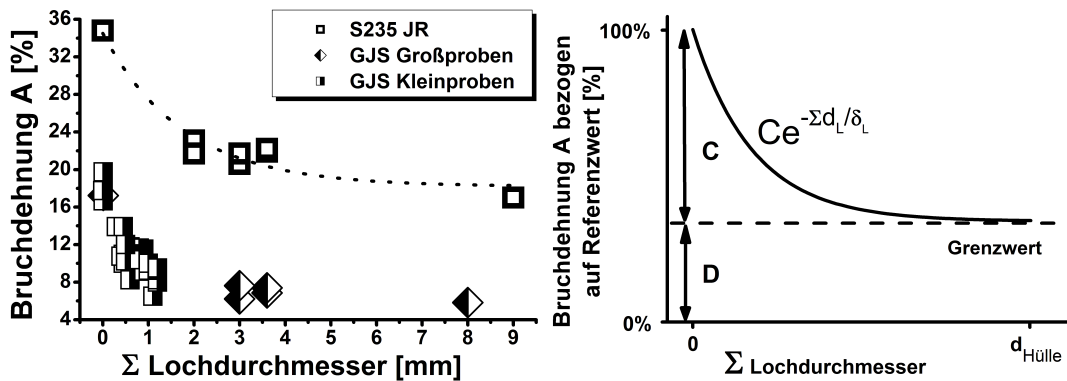 Bruchdehnung A [%]
36
32
28
24
20
16
12
8
4
S235 JR
GJS Großproben
GJS Kleinproben
0 1 2 3 4 5 6 7 8 9
Σ Lochdurchmesser [mm]
Bruchdehnung A bezogen
auf Referenzwert [%]
100%
0%
C
D
Ce^-Σd_L/δ_L
Grenzwert
0
d_Hülle
Σ Lochdurchmesser